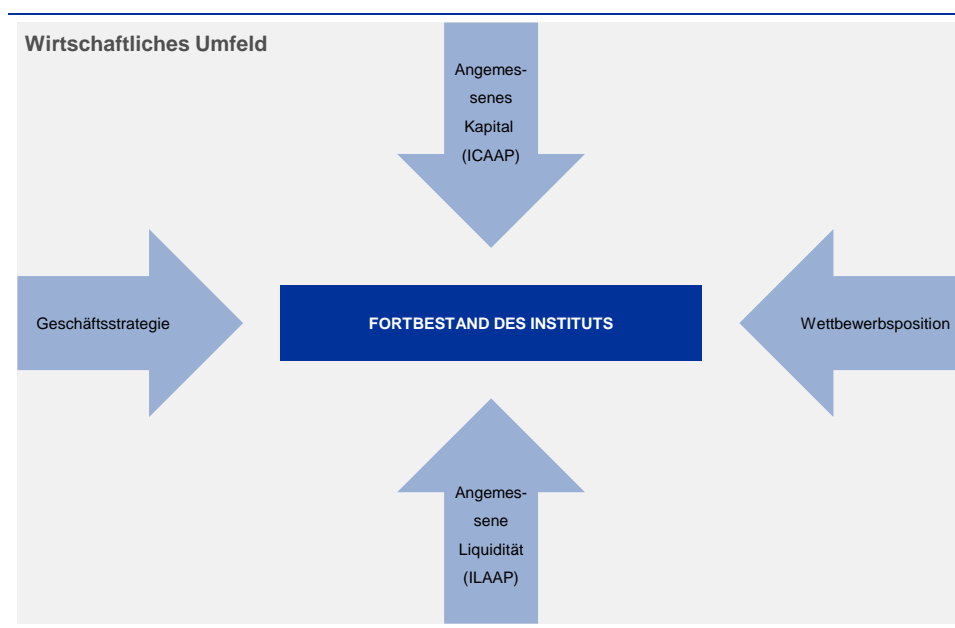 Wirtschaftliches Umfeld
Angemes-
senes
Kapital
(ICAAP)
Geschäftsstrategie
FORTBESTAND DES INSTITUTS
Wettbewerbsposition
Angemes-
sene
Liquidität
(ILAAP)